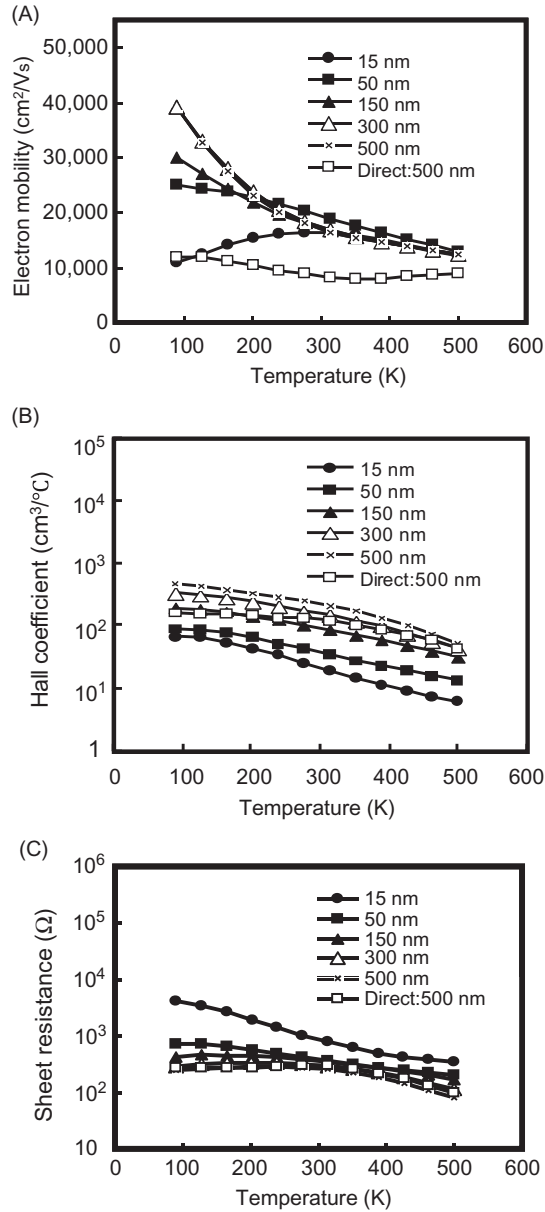 (A)
50,000
40,000
30,000
20,000
10,000
0
Electron mobility (cm²/Vs)
15 nm
50 nm
150 nm
300 nm
500 nm
Direct:500 nm
0 100 200 300 400 500 600
Temperature (K)
(B)
10⁵
10⁴
10³
10²
10¹
1
Hall coefficient (cm³/°C)
15 nm
50 nm
150 nm
300 nm
500 nm
Direct:500 nm
0 100 200 300 400 500 600
Temperature (K)
(C)
10⁶
10⁵
10⁴
10³
10²
10
Sheet resistance (Ω)
15 nm
50 nm
150 nm
300 nm
500 nm
Direct:500 nm
0 100 200 300 400 500 600
Temperature (K)